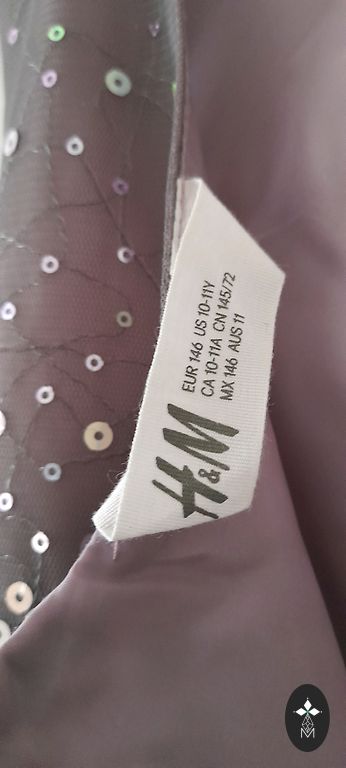 EUR 146 US 10-11Y
CA 10-11A CN 145/72
MX 146 AUS 11
H&M
M